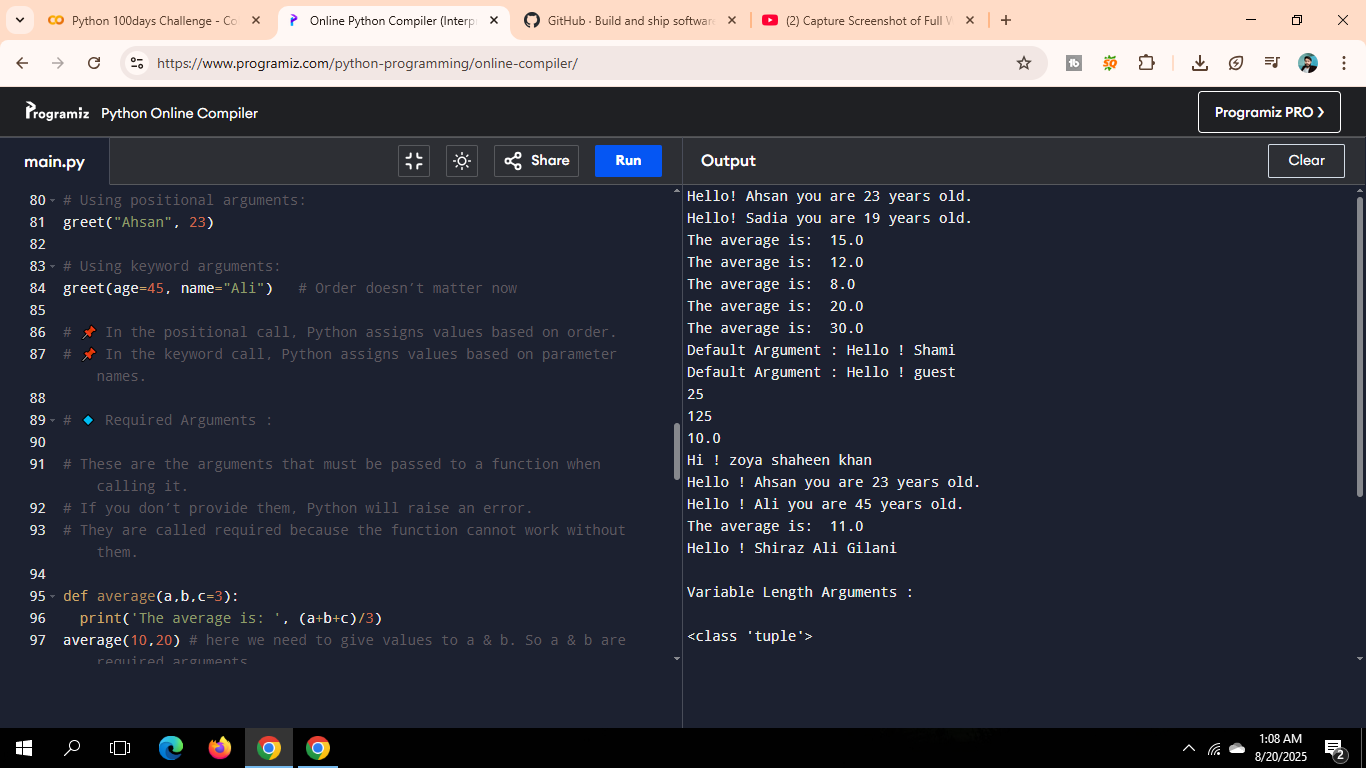 Python 100days Challenge - Co
Online Python Compiler (Interp
GitHub · Build and ship software
(2) Capture Screenshot of Full W
https://www.programiz.com/python-programming/online-compiler/
Programiz Python Online Compiler
Programiz PRO ❯
main.py
Share
Run
80 # Using positional arguments:
81 greet("Ahsan", 23)
82
83 # Using keyword arguments:
84 greet(age=45, name="Ali")   # Order doesn’t matter now
85
86 # 📌 In the positional call, Python assigns values based on order.
87 # 📌 In the keyword call, Python assigns values based on parameter
names.
88
89 # 🔹 Required Arguments :
90
91 # These are the arguments that must be passed to a function when
calling it.
92 # If you don’t provide them, Python will raise an error.
93 # They are called required because the function cannot work without
them.
94
95 def average(a,b,c=3):
96   print('The average is: ', (a+b+c)/3)
97 average(10,20) # here we need to give values to a & b. So a & b are
required arguments
Output
Clear
Hello! Ahsan you are 23 years old.
Hello! Sadia you are 19 years old.
The average is:  15.0
The average is:  12.0
The average is:  8.0
The average is:  20.0
The average is:  30.0
Default Argument : Hello ! Shami
Default Argument : Hello ! guest
25
125
10.0
Hi ! zoya shaheen khan
Hello ! Ahsan you are 23 years old.
Hello ! Ali you are 45 years old.
The average is:  11.0
Hello ! Shiraz Ali Gilani
Variable Length Arguments :
<class 'tuple'>
1:08 AM
8/20/2025
2